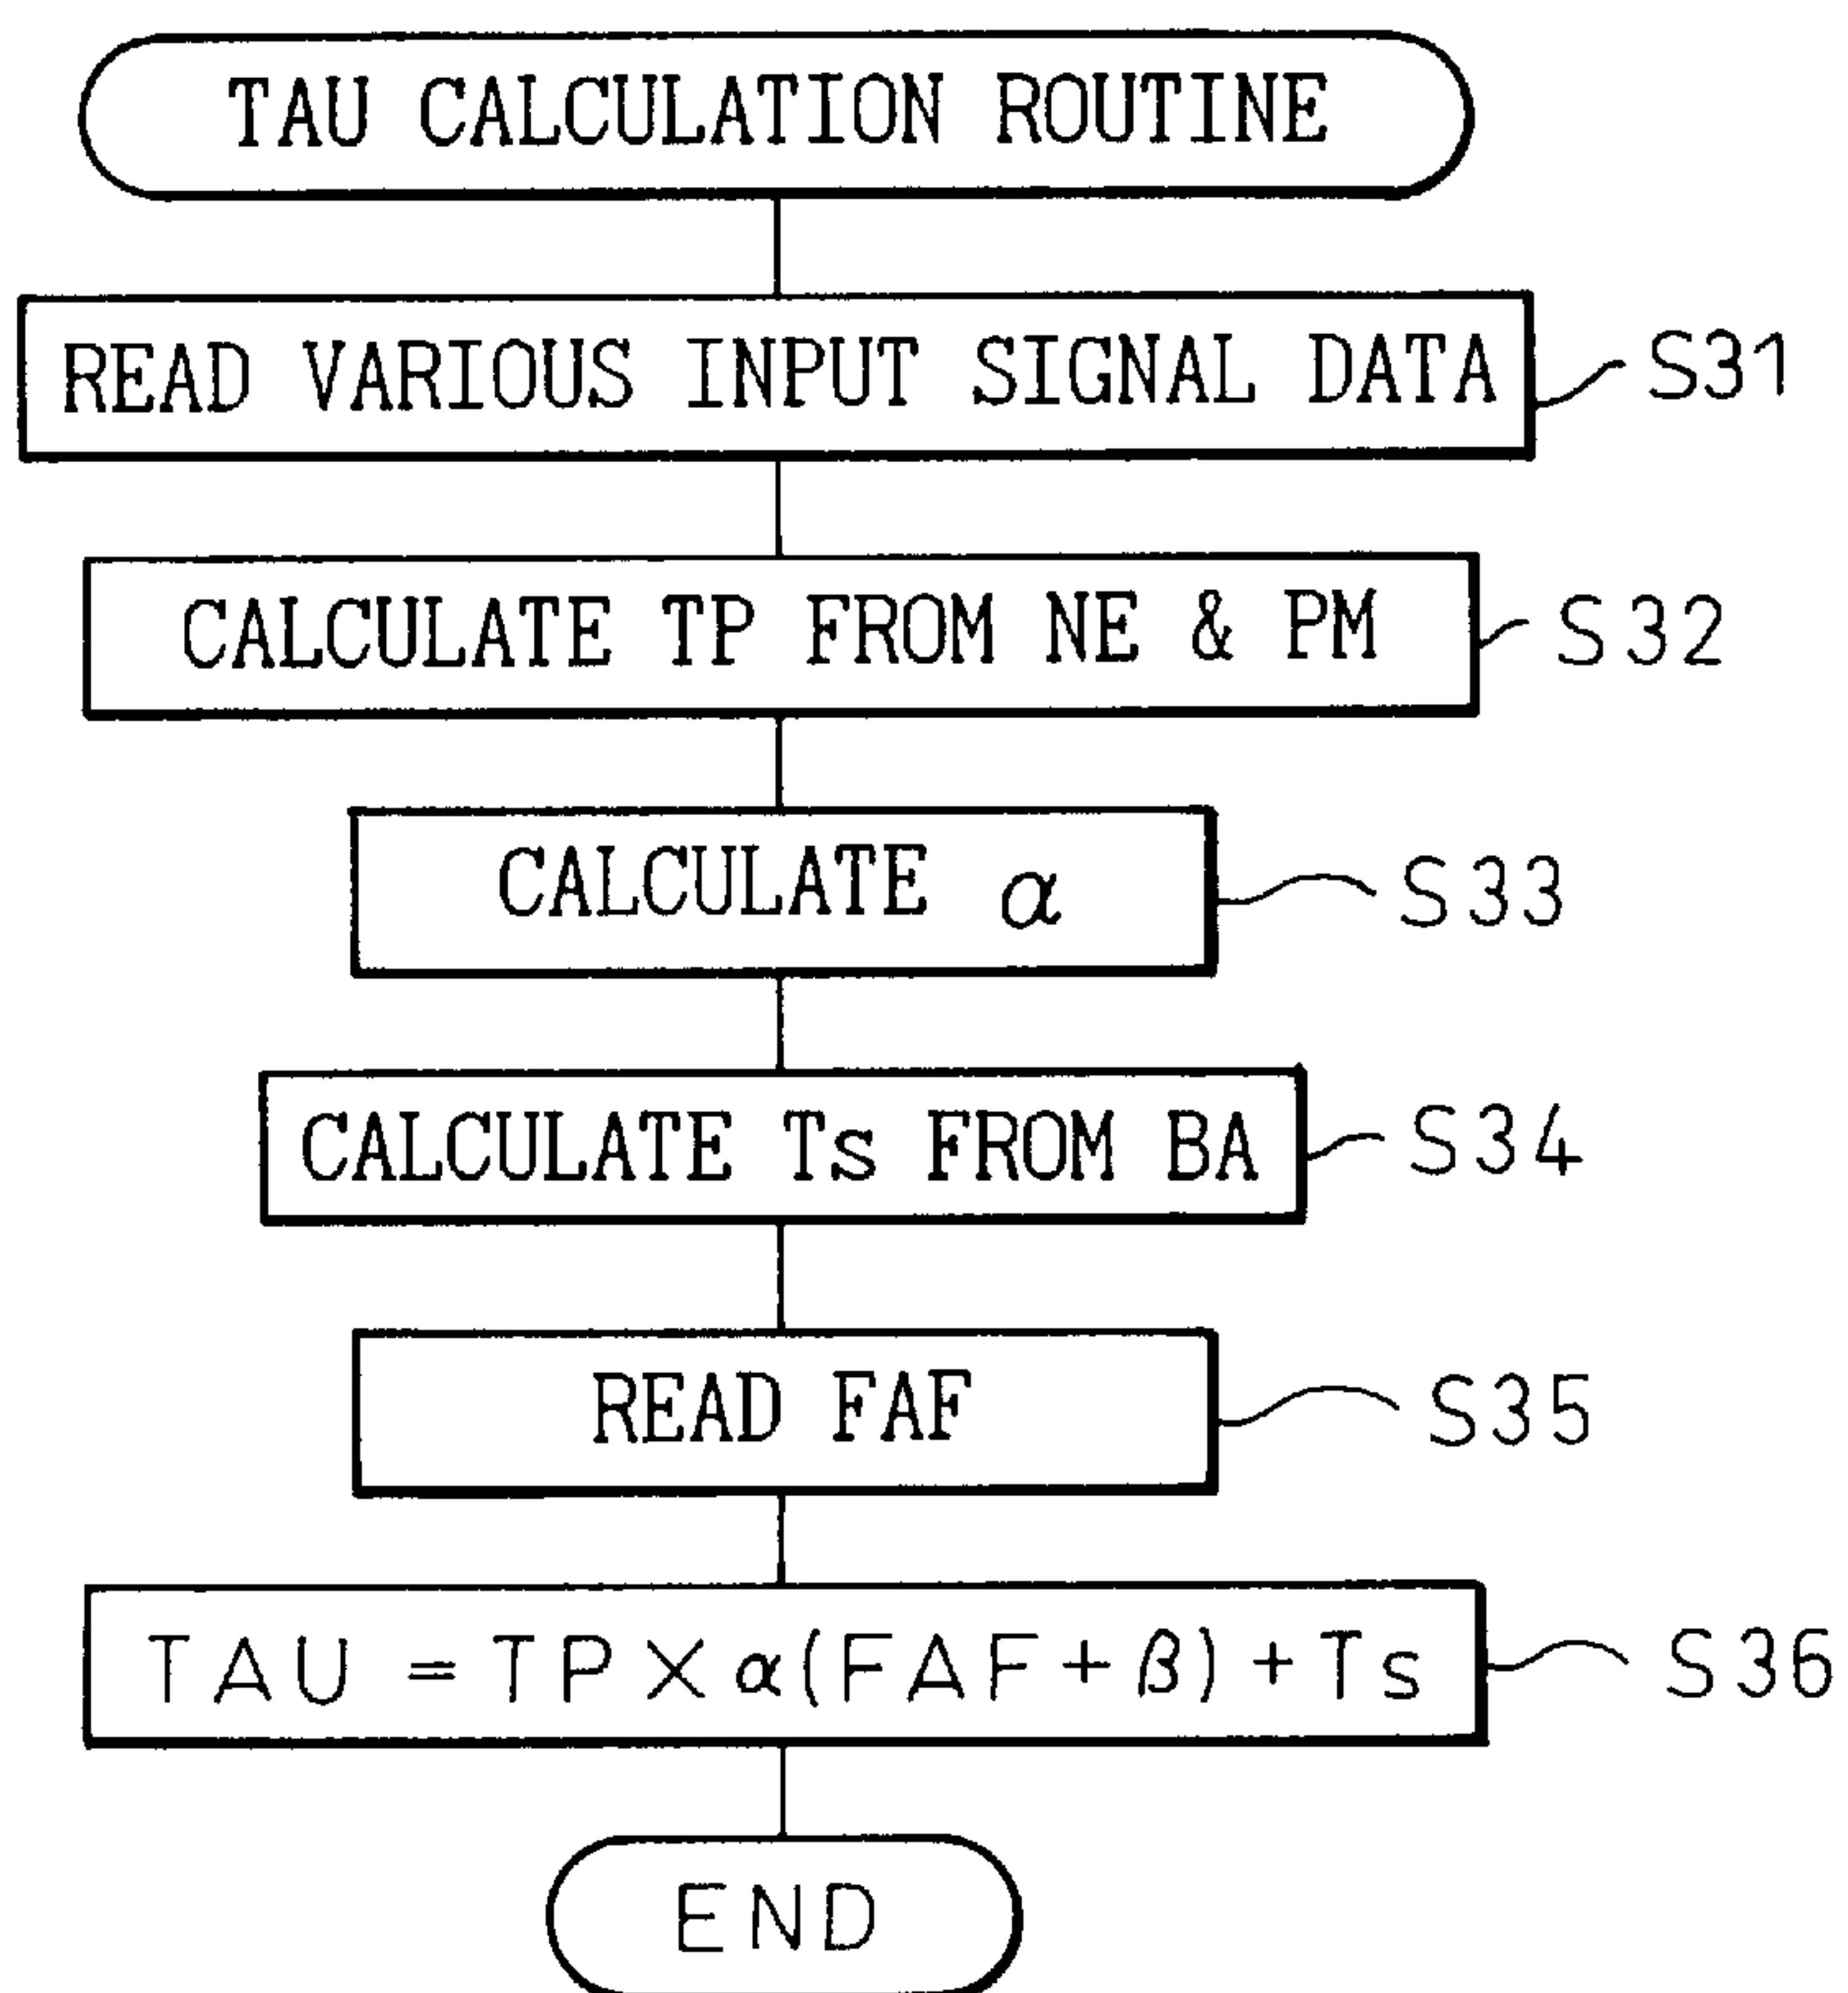 TAU CALCULATION ROUTINE
READ VARIOUS INPUT SIGNAL DATA S31
CALCULATE TP FROM NE & PM S32
CALCULATE α S33
CALCULATE Ts FROM BA S34
READ FAF S35
TAU = TP × α (FAF + β) + Ts S36
END